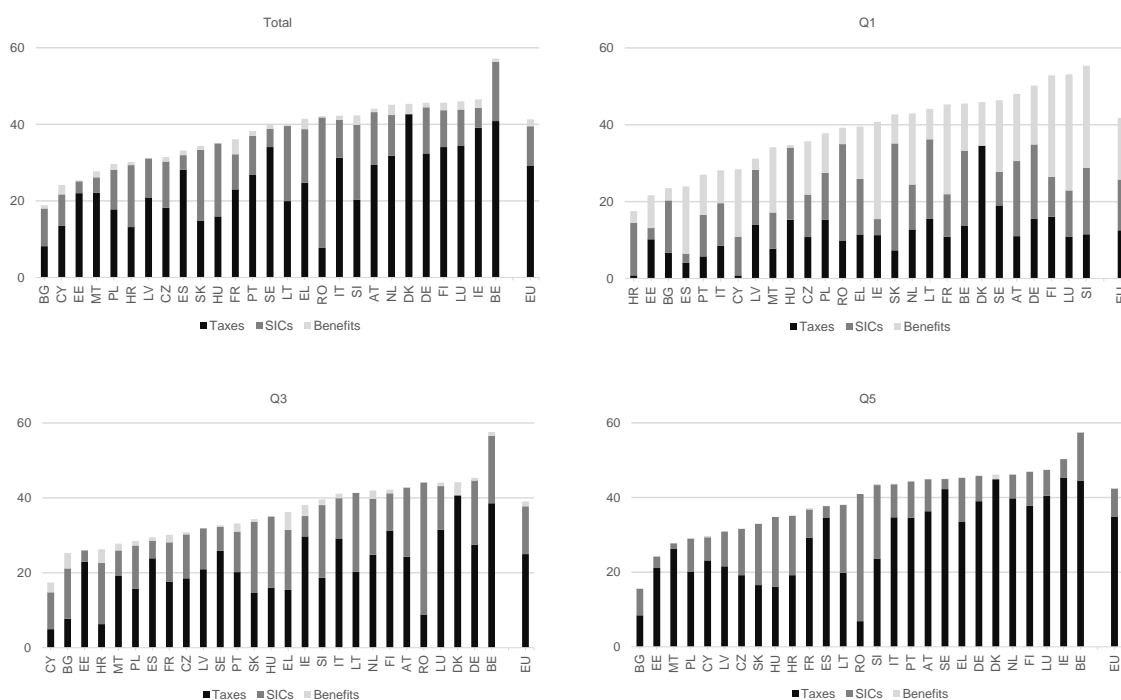 Total
60
40
20
0
BG CY EE MT PL HR LV CZ ES SK HU FR PT SE LT EL RO IT SI AT NL DK DE FI LU IE BE EU
Taxes SICs Benefits
Q1
60
40
20
0
HR EE BG ES PT IT CY LV MT HU CZ PL RO EL IE SK NL LT FR BE DK SE AT DE FI LU SI EU
Taxes SICs Benefits
Q3
60
40
20
0
CY BG EE HR MT PL ES FR CZ LV SE PT SK HU EL IE SI IT LT NL FI AT RO LU DK DE BE EU
Taxes SICs Benefits
Q5
60
40
20
0
BG EE MT PL CY LV CZ SK HU HR FR ES LT RO SI IT PT AT SE EL DE DK NL FI LU IE BE EU
Taxes SICs Benefits